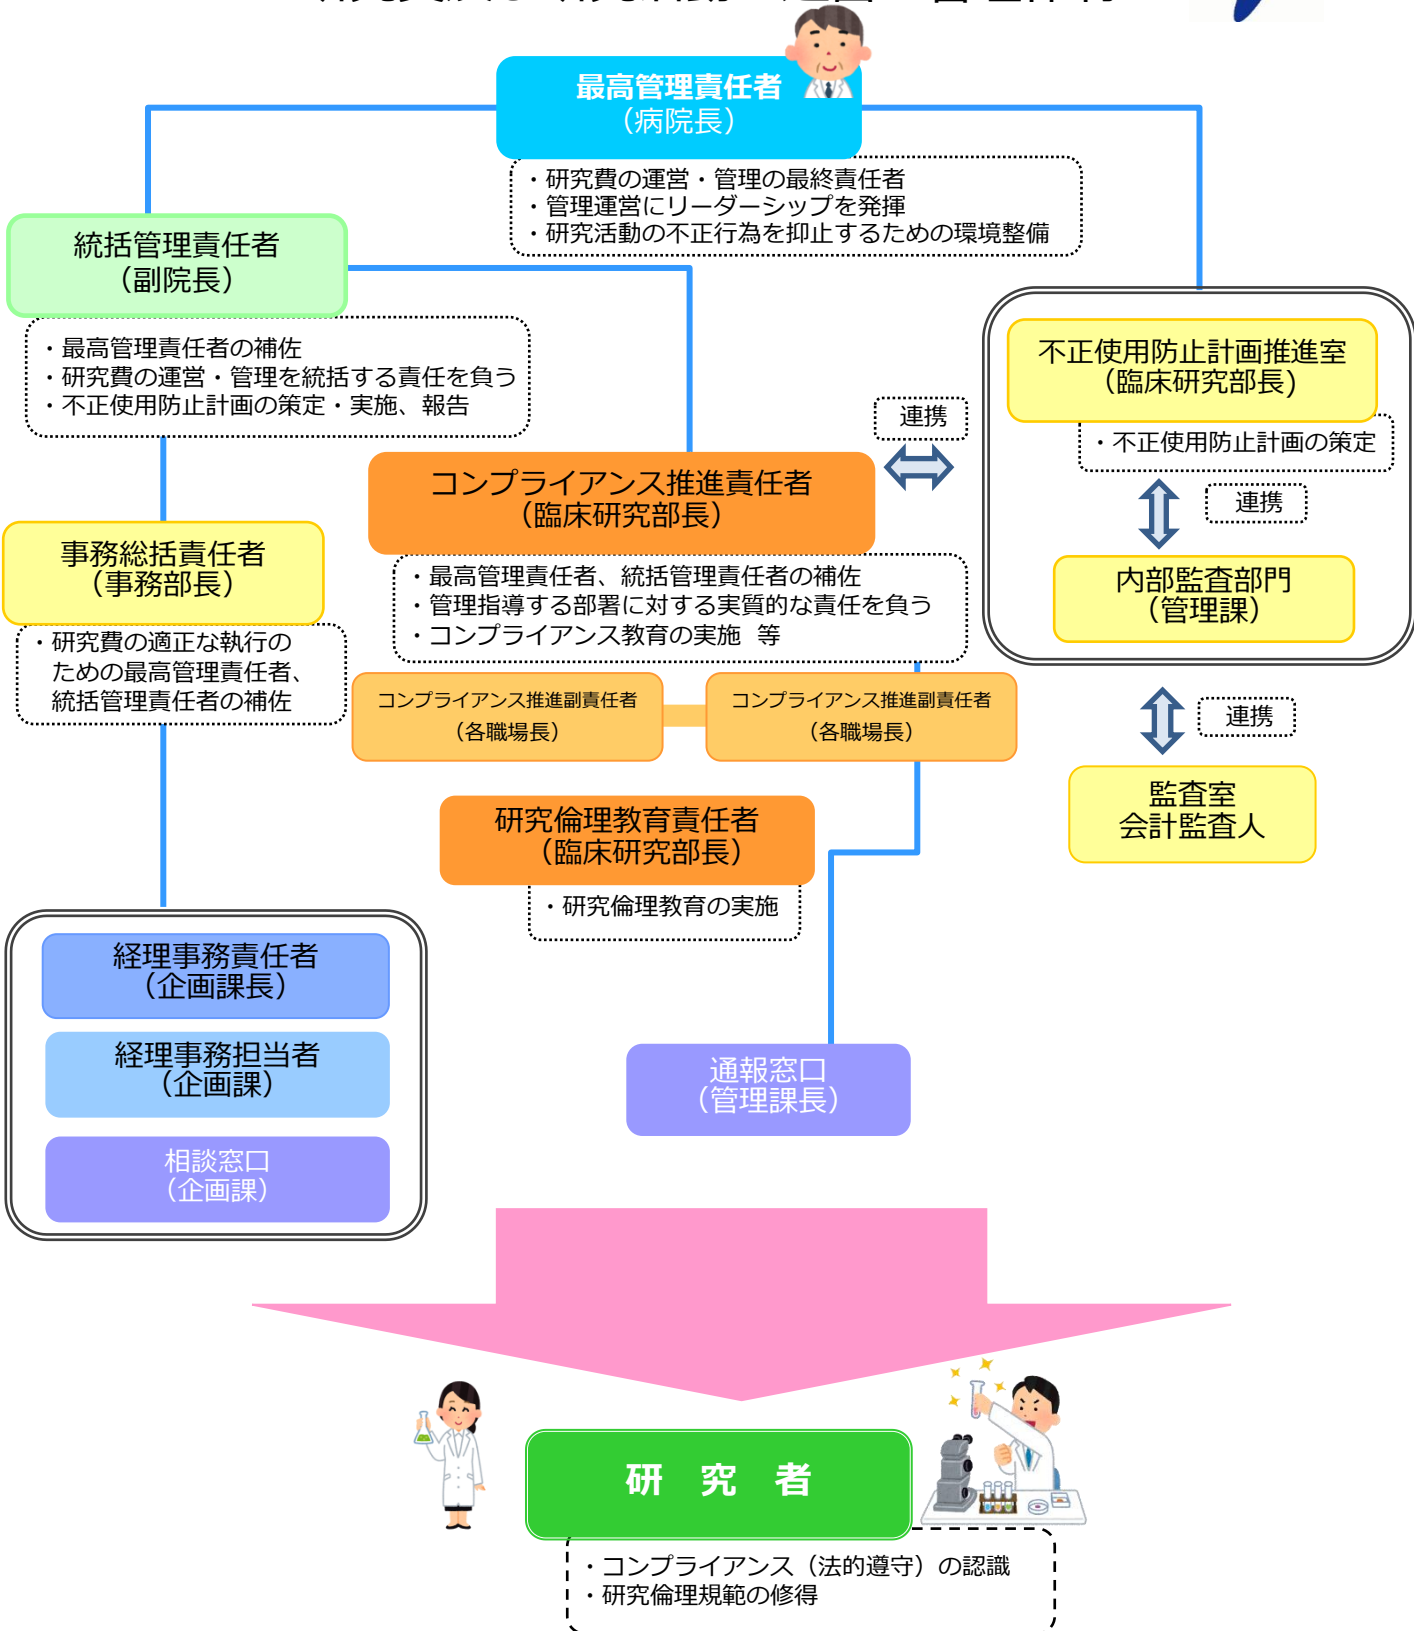 最高管理責任者
（病院長）
・研究費の運営・管理の最終責任者
・管理運営にリーダーシップを発揮
・研究活動の不正行為を抑止するための環境整備
統括管理責任者
（副院長）
・最高管理責任者の補佐
・研究費の運営・管理を統括する責任を負う
・不正使用防止計画の策定・実施、報告
不正使用防止計画推進室
（臨床研究部長)
・不正使用防止計画の策定
連携
連携
コンプライアンス推進責任者
（臨床研究部長）
・最高管理責任者、統括管理責任者の補佐
・管理指導する部署に対する実質的な責任を負う
・コンプライアンス教育の実施 等
事務総括責任者
（事務部長）
・研究費の適正な執行の
ための最高管理責任者、
統括管理責任者の補佐
内部監査部門
（管理課）
コンプライアンス推進副責任者
（各職場長）
コンプライアンス推進副責任者
（各職場長）
連携
監査室
会計監査人
研究倫理教育責任者
（臨床研究部長）
・研究倫理教育の実施
経理事務責任者
（企画課長）
経理事務担当者
（企画課）
相談窓口
（企画課）
通報窓口
（管理課長）
研 究 者
・コンプライアンス（法的遵守）の認識
・研究倫理規範の修得